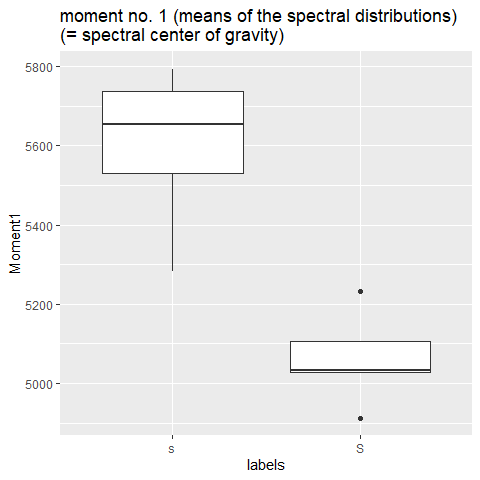 moment no. 1 (means of the spectral distributions)
(= spectral center of gravity)
5800
5600
5400
5200
5000
Moment1
s
S
labels